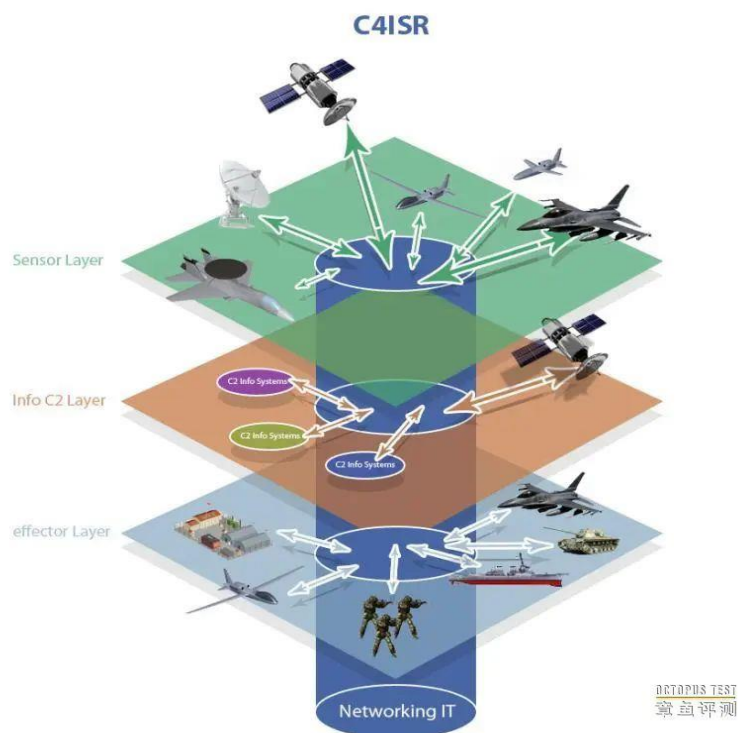 C4ISR
Sensor Layer
Info C2 Layer
C2 Info Systems
C2 Info Systems
C2 Info Systems
effector Layer
Networking IT
OCTOPUS TEST
章鱼评测